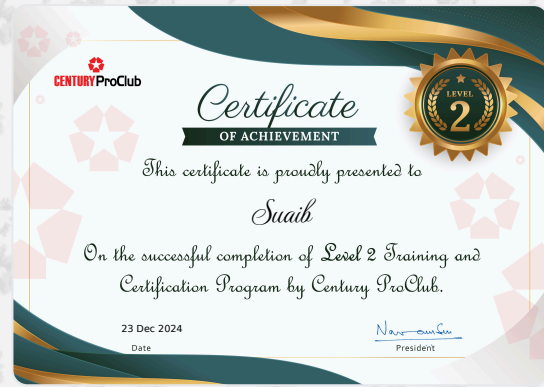 CENTURY ProClub
Certificate
OF ACHIEVEMENT
LEVEL
2
This certificate is proudly presented to
Suaib
On the successful completion of Level 2 Training and
Certification Program by Century ProClub.
23 Dec 2024
Date
President